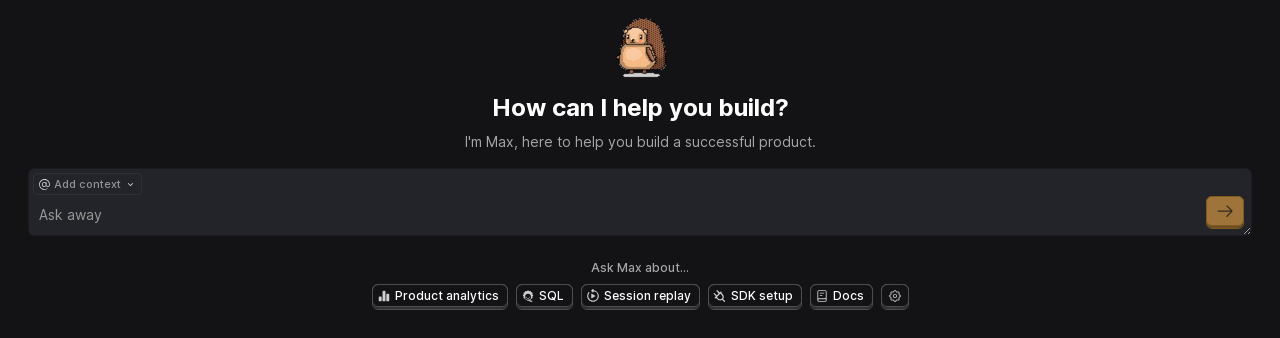 How can I help you build?
I'm Max, here to help you build a successful product.
@ Add context
Ask away
Ask Max about...
Product analytics SQL Session replay SDK setup Docs